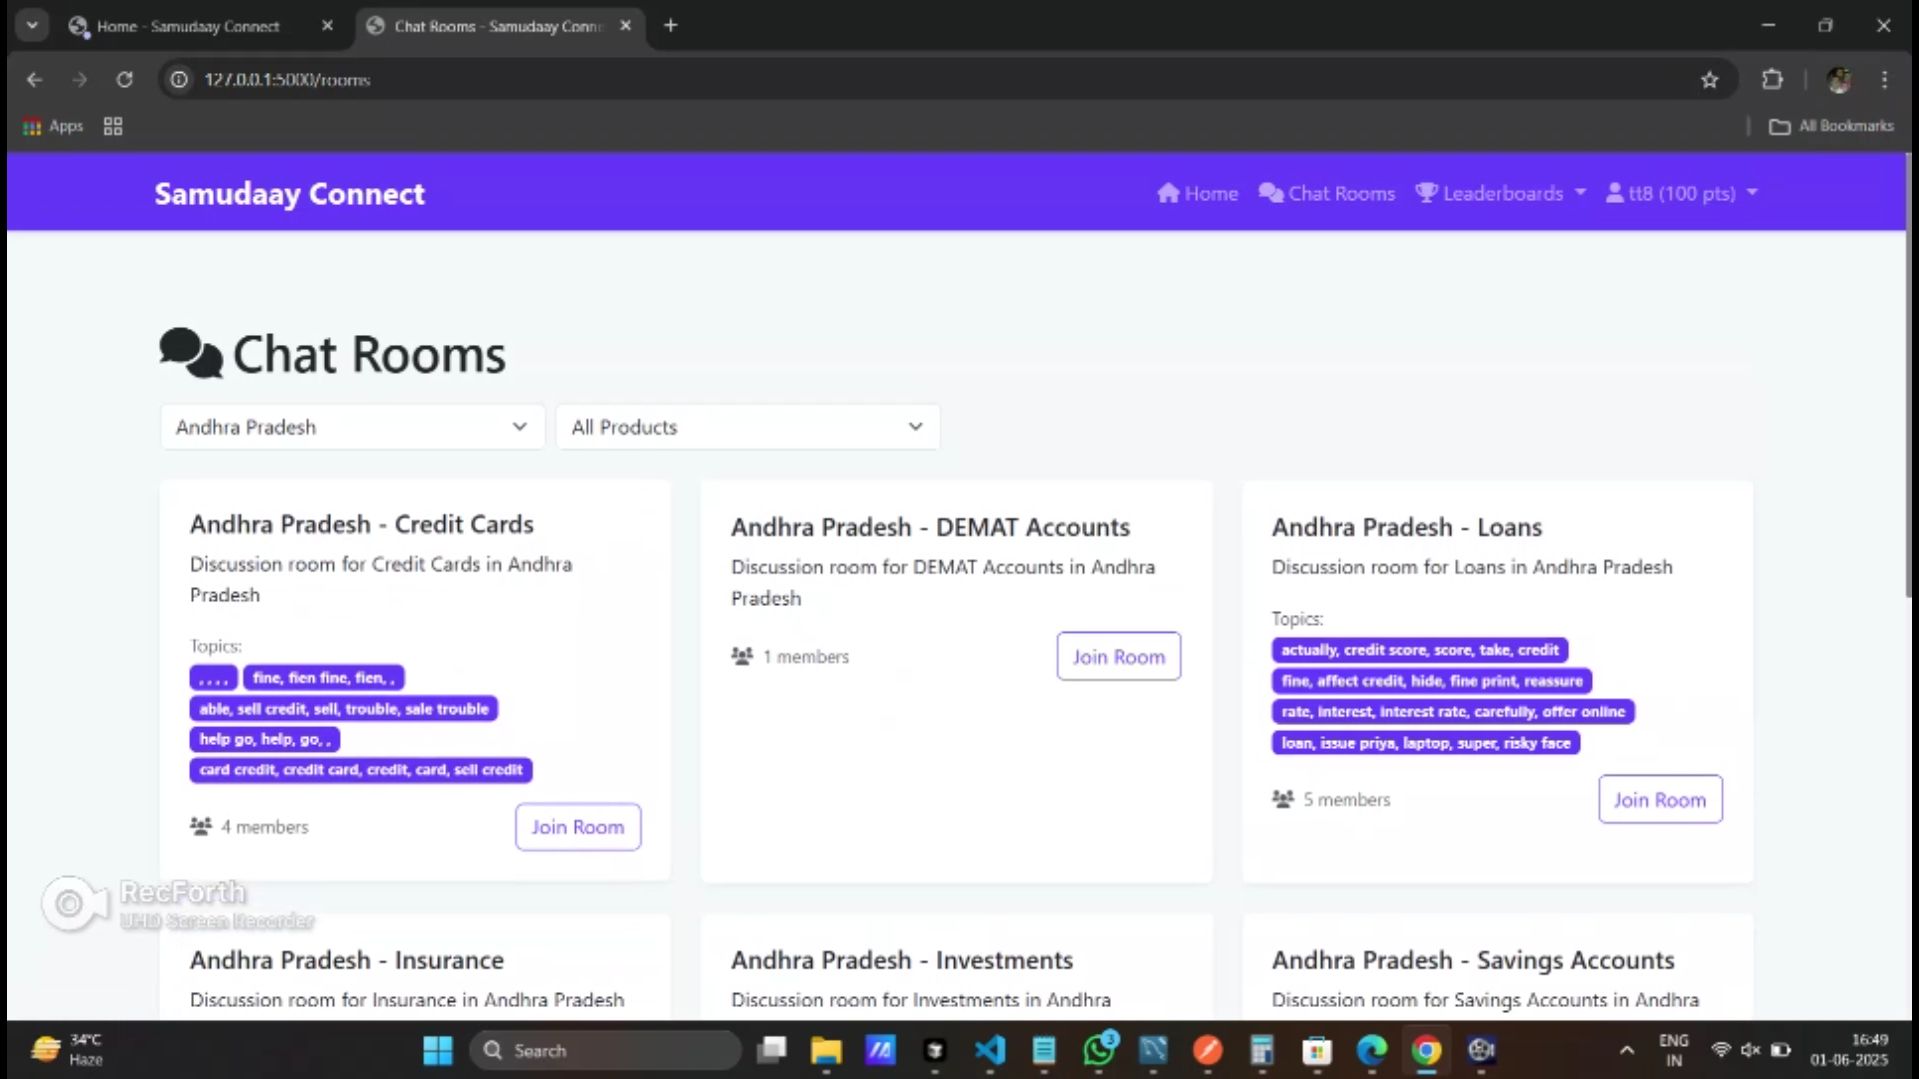 Home - Samudaay Connect
Chat Rooms - Samudaay Conn
127.0.0.1:5000/rooms
Apps
All Bookmarks
Samudaay Connect
Home
Chat Rooms
Leaderboards
tt8 (100 pts)
Chat Rooms
Andhra Pradesh
All Products
Andhra Pradesh - Credit Cards
Discussion room for Credit Cards in Andhra
Pradesh
Topics:
, , , ,
fine, fien fine, fien, ,
able, sell credit, sell, trouble, sale trouble
help go, help, go, ,
card credit, credit card, credit, card, sell credit
4 members
Join Room
Andhra Pradesh - DEMAT Accounts
Discussion room for DEMAT Accounts in Andhra
Pradesh
1 members
Join Room
Andhra Pradesh - Loans
Discussion room for Loans in Andhra Pradesh
Topics:
actually, credit score, score, take, credit
fine, affect credit, hide, fine print, reassure
rate, interest, interest rate, carefully, offer online
loan, issue priya, laptop, super, risky face
5 members
Join Room
RecForth
UHD Screen Recorder
Andhra Pradesh - Insurance
Discussion room for Insurance in Andhra Pradesh
Andhra Pradesh - Investments
Discussion room for Investments in Andhra
Andhra Pradesh - Savings Accounts
Discussion room for Savings Accounts in Andhra
34°C
Haze
Search
3
ENG
IN
16:49
01-06-2025